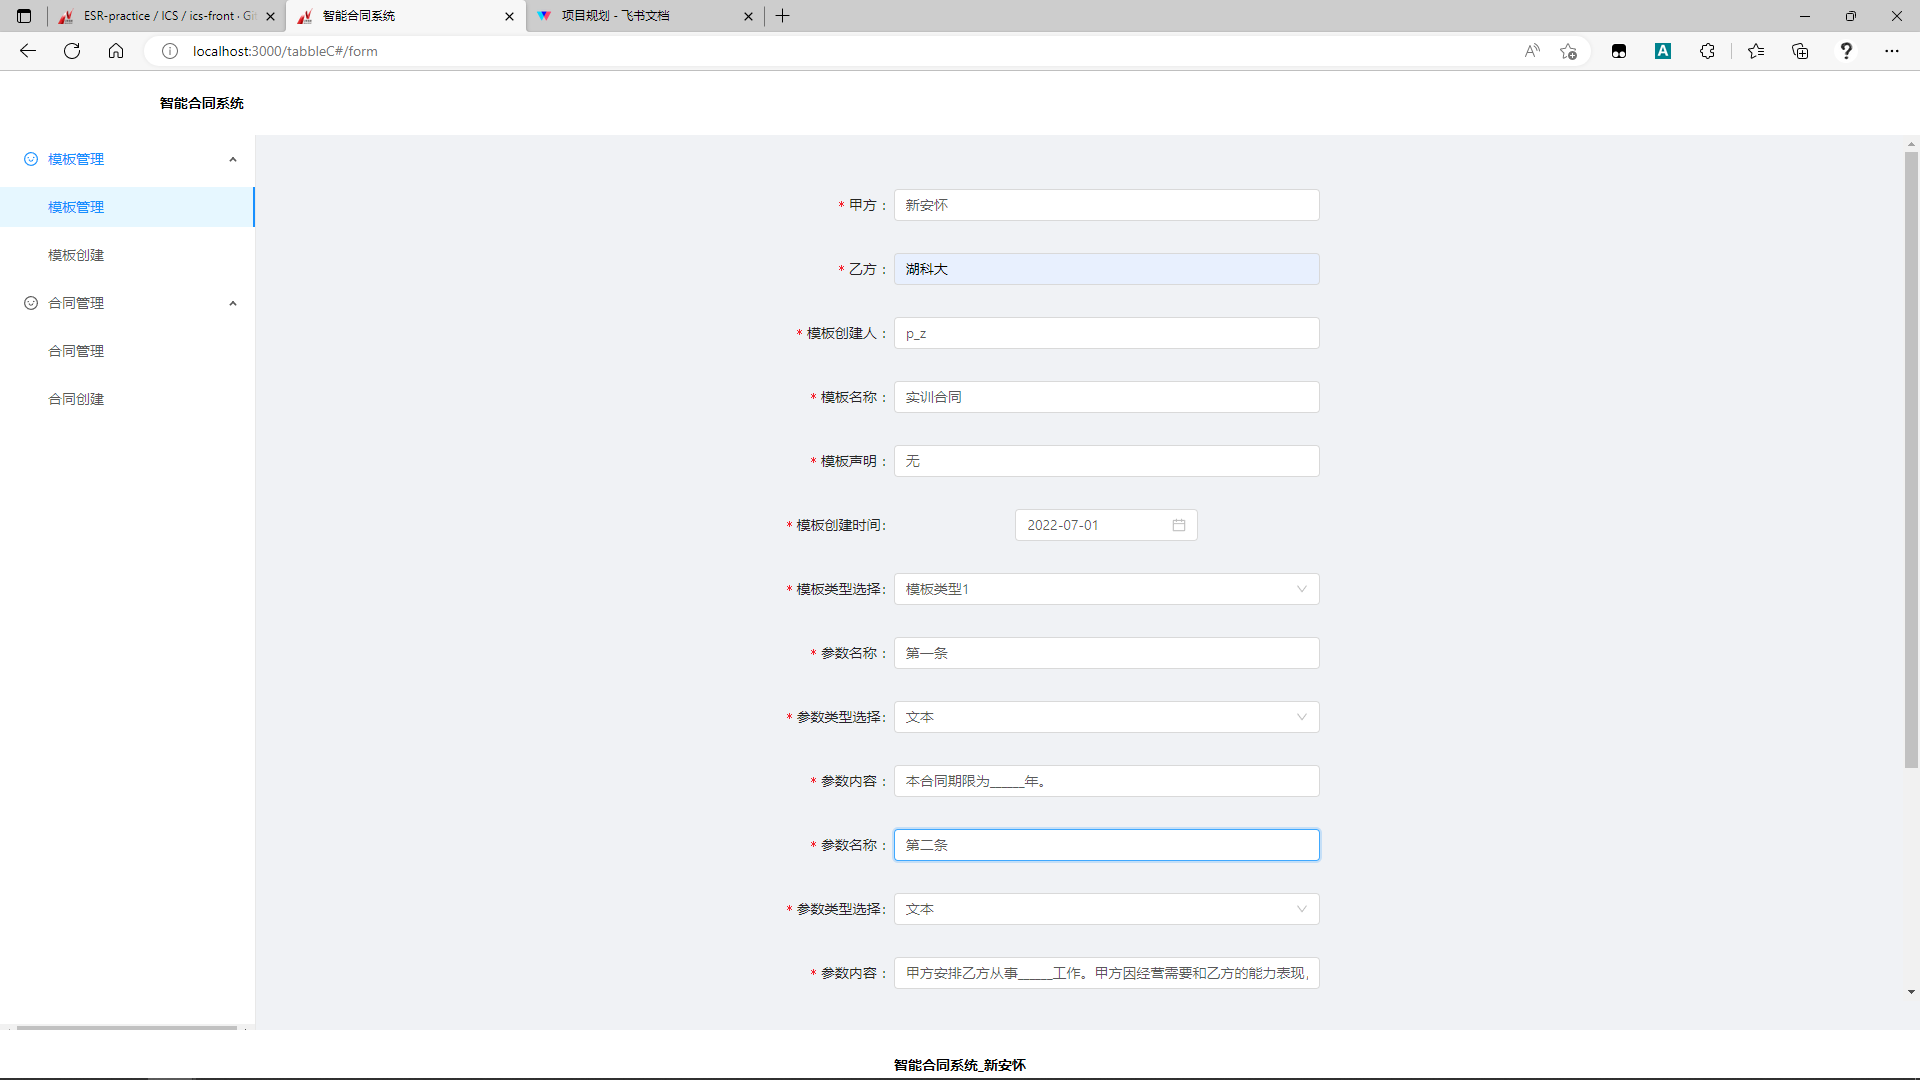 ESR-practice / ICS / ics-front · Gi
智能合同系统
项目规划 - 飞书文档
localhost:3000/tabbleC#/form
智能合同系统
模板管理
模板管理
模板创建
合同管理
合同管理
合同创建
* 甲方 : 新安怀
* 乙方 : 湖科大
* 模板创建人 : p_z
* 模板名称 : 实训合同
* 模板声明 : 无
* 模板创建时间: 2022-07-01
* 模板类型选择: 模板类型1
* 参数名称 : 第一条
* 参数类型选择: 文本
* 参数内容 : 本合同期限为_____年。
* 参数名称 : 第二条
* 参数类型选择: 文本
* 参数内容 : 甲方安排乙方从事_____工作。甲方因经营需要和乙方的能力表现，
智能合同系统_新安怀